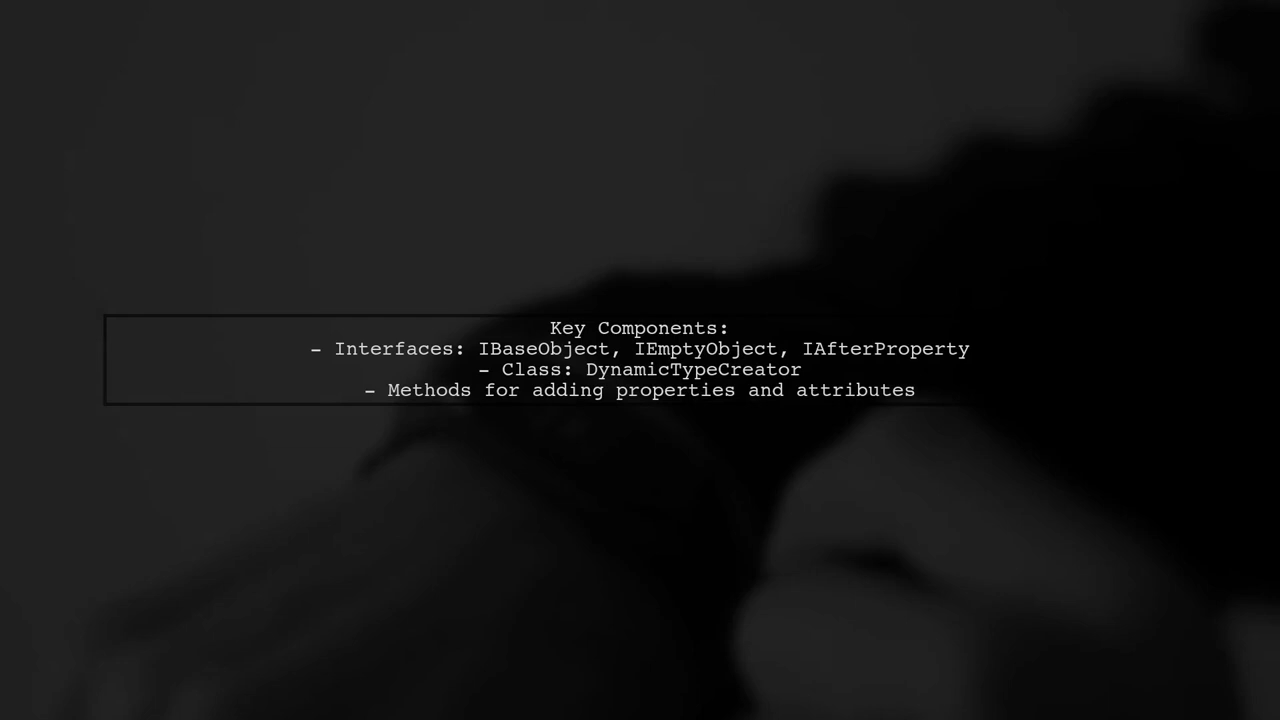 Key Components:
- Interfaces: IBaseObject, IEmptyObject, IAfterProperty
- Class: DynamicTypeCreator
- Methods for adding properties and attributes